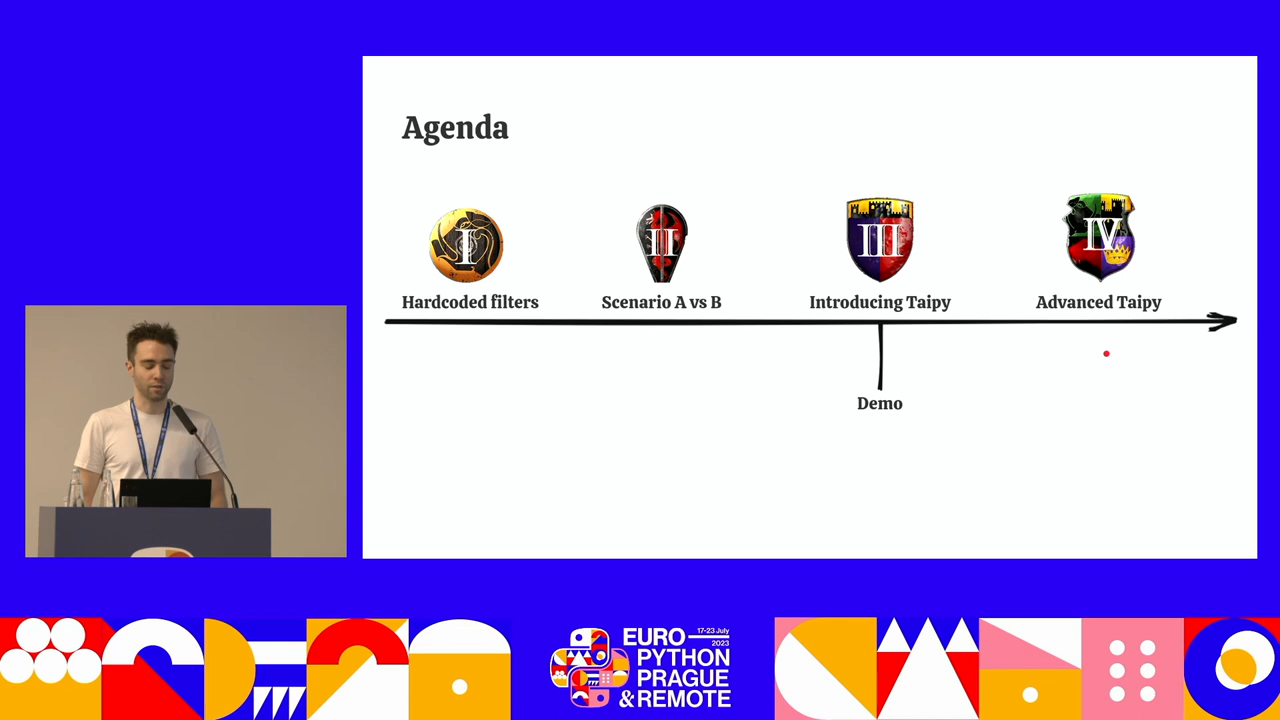 Agenda
I
II
III
IV
Hardcoded filters
Scenario A vs B
Introducing Taipy
Advanced Taipy
Demo
17-23 July
2023
EURO
PYTHON
PRAGUE
& REMOTE